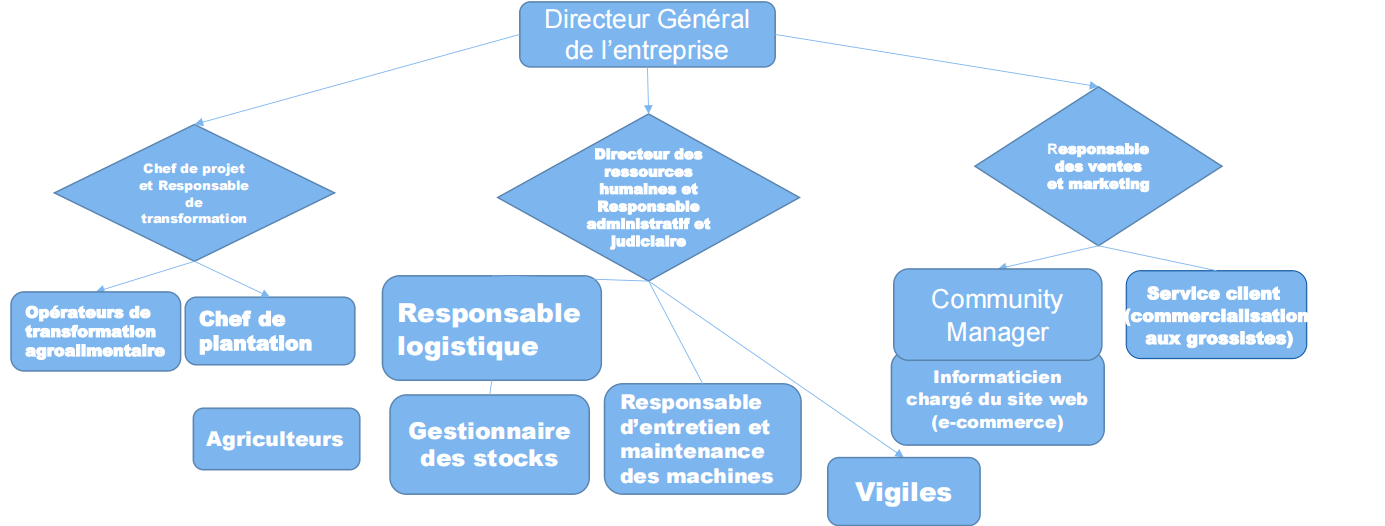 Directeur Général
de l’entreprise
Chef de projet
et Responsable
de
transformation
Directeur des
ressources
humaines et
Responsable
administratif et
judiciaire
Responsable
des ventes
et marketing
Opérateurs de
transformation
agroalimentaire
Chef de
plantation
Responsable
logistique
Community
Manager
Service client
(commercialisation
aux grossistes)
Informaticien
chargé du site web
(e-commerce)
Agriculteurs
Gestionnaire
des stocks
Responsable
d’entretien et
maintenance
des machines
Vigiles